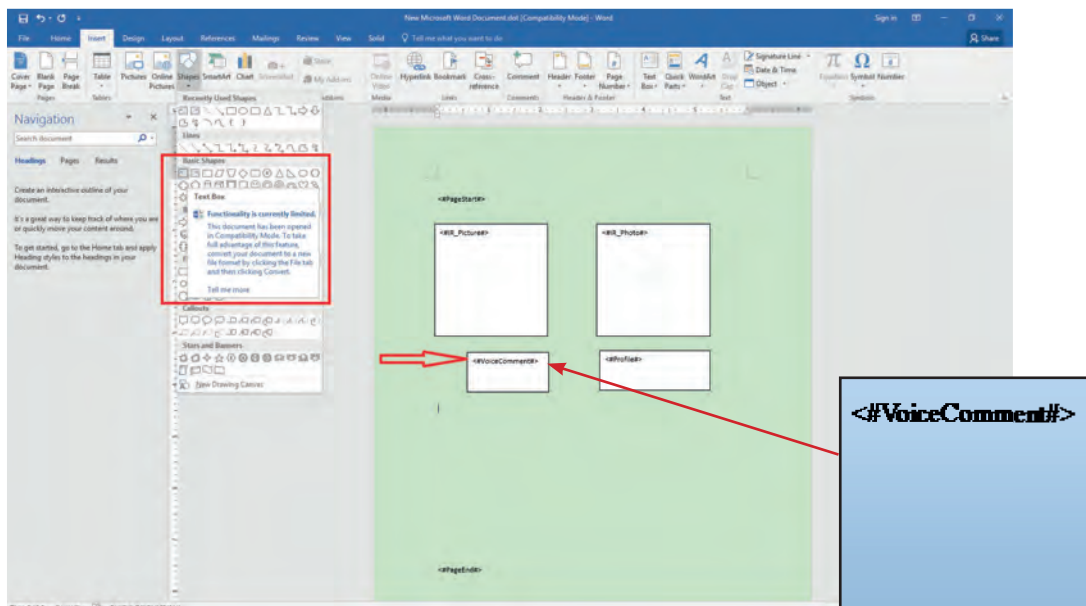 New Microsoft Word Document.dot [Compatibility Mode] - Word
Sign in
File Home Insert Design Layout References Mailings Review View Solid Tell me what you want to do
Share
Cover Page Blank Page Page Break Table Pictures Online Pictures Shapes SmartArt Chart Screenshot Store My Add-ins Online Video Hyperlink Bookmark Cross-reference Comment Header Footer Page Number Text Box Quick Parts WordArt Drop Cap Signature Line Date & Time Object Equation Symbol Number
Pages Tables Media Links Comments Header & Footer Text Symbols
Navigation
Search document
Headings Pages Results
Create an interactive outline of your
document.
It's a great way to keep track of where you are
or quickly move your content around.
To get started, go to the Home tab and apply
Heading styles to the headings in your
document.
Recently Used Shapes
Lines
Basic Shapes
Text Box
Functionality is currently limited.
This document has been opened
in Compatibility Mode. To take
full advantage of this feature,
convert your document to a new
file format by clicking the File tab
and then clicking Convert.
Tell me more
Callouts
Stars and Banners
New Drawing Canvas
<#PageStart#>
<#IR_Picture#>
<#IR_Photo#>
<#VoiceComment#>
<#Profile#>
<#PageEnd#>
<#VoiceComment#>